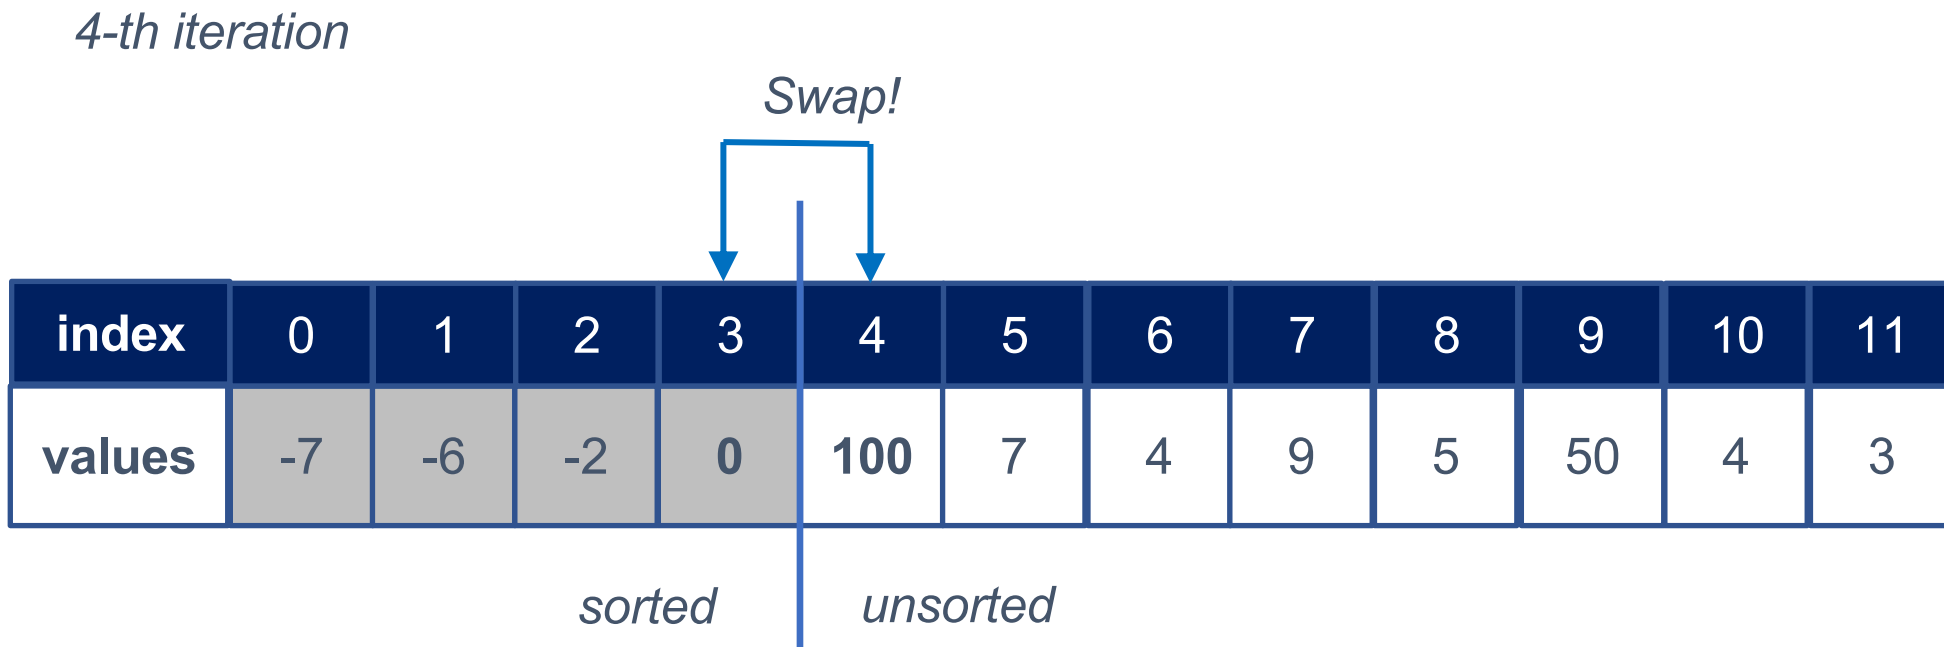 4-th iteration
Swap!
index 0 1 2 3 4 5 6 7 8 9 10 11
values -7 -6 -2 0 100 7 4 9 5 50 4 3
sorted unsorted